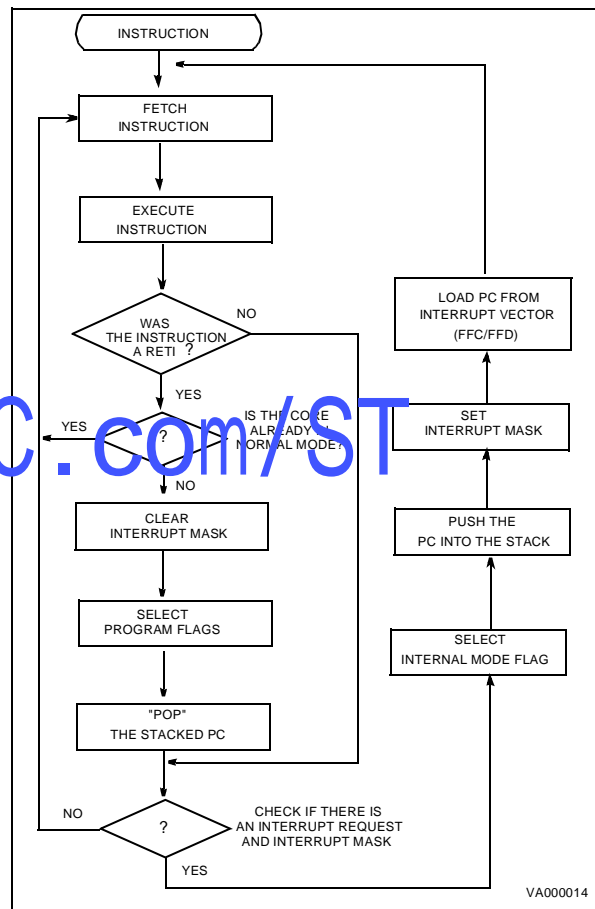 INSTRUCTION
FETCH
INSTRUCTION
EXECUTE
INSTRUCTION
WAS
THE INSTRUCTION
A RETI ?
NO
YES
?
IS THE CORE
ALREADY IN
NORMAL MODE?
YES
NO
CLEAR
INTERRUPT MASK
SELECT
PROGRAM FLAGS
"POP"
THE STACKED PC
?
CHECK IF THERE IS
AN INTERRUPT REQUEST
AND INTERRUPT MASK
NO
YES
SELECT
INTERNAL MODE FLAG
PUSH THE
PC INTO THE STACK
SET
INTERRUPT MASK
LOAD PC FROM
INTERRUPT VECTOR
(FFC/FFD)
C.com/ST
VA000014